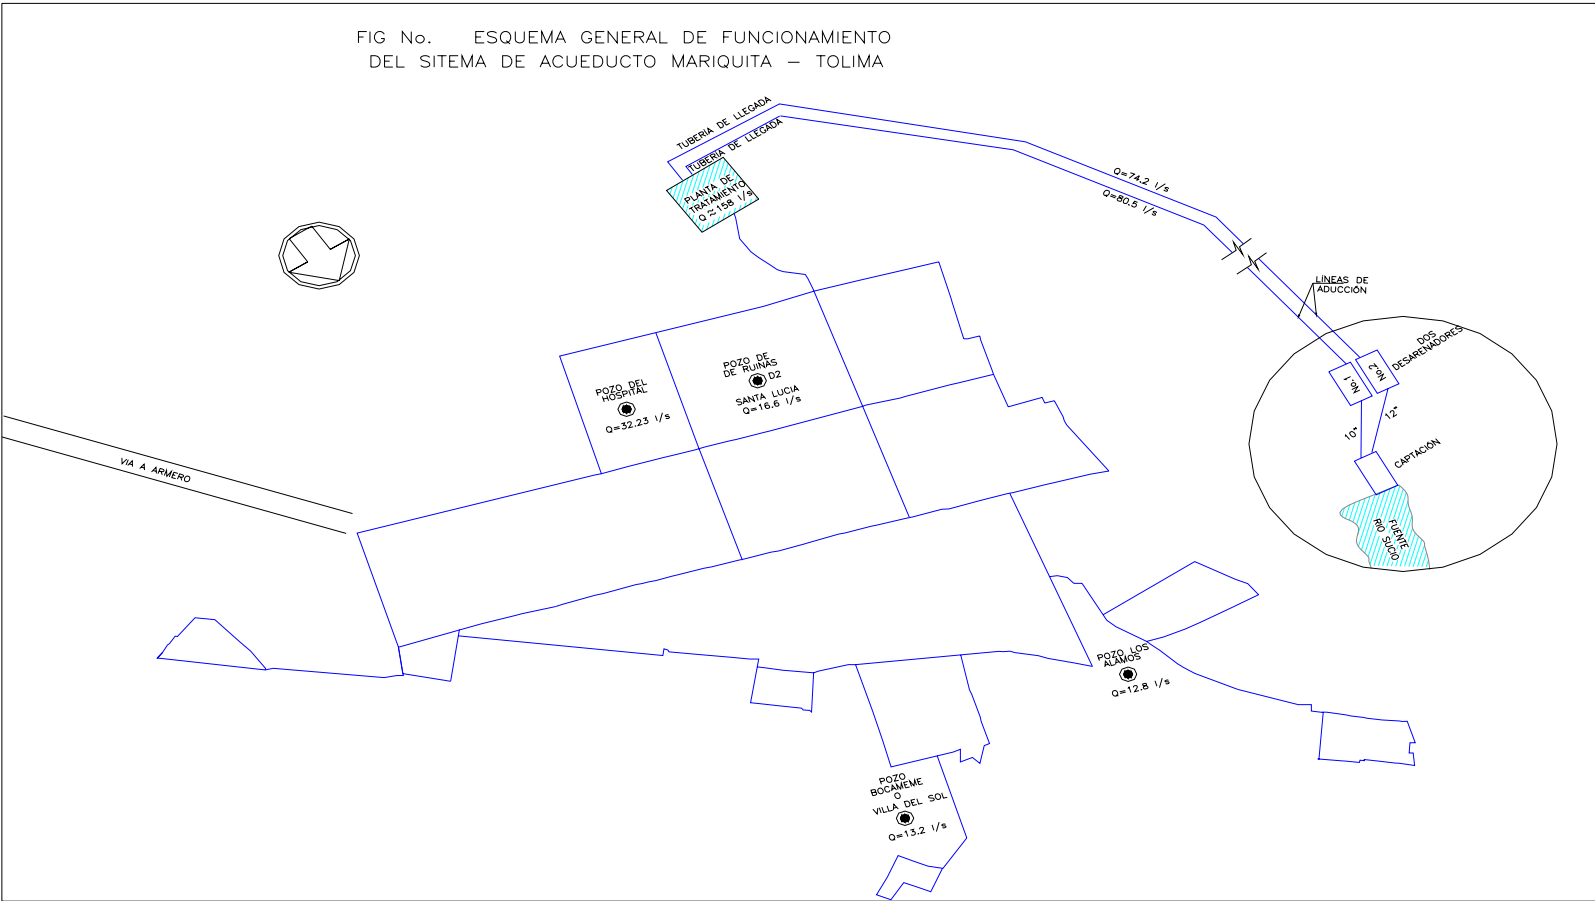 FIG No. ESQUEMA GENERAL DE FUNCIONAMIENTO
DEL SITEMA DE ACUEDUCTO MARIQUITA – TOLIMA
TUBERIA DE LLEGADA
TUBERIA DE LLEGADA
PLANTA DE
TRATAMIENTO
Q ≈ 158 l/s
Q=74.2 l/s
Q=80.5 l/s
LÍNEAS DE
ADUCCIÓN
DOS
DESARENADORES
No.1
No.2
10"
12"
CAPTACIÓN
FUENTE
RIO SUCIO
POZO DEL
HOSPITAL
Q=32.23 l/s
POZO DE
DE RUINAS
D2
SANTA LUCIA
Q=16.6 l/s
VIA A ARMERO
POZO LOS
ALAMOS
Q=12.8 l/s
POZO
BOCAMEME
O
VILLA DEL SOL
Q=13.2 l/s